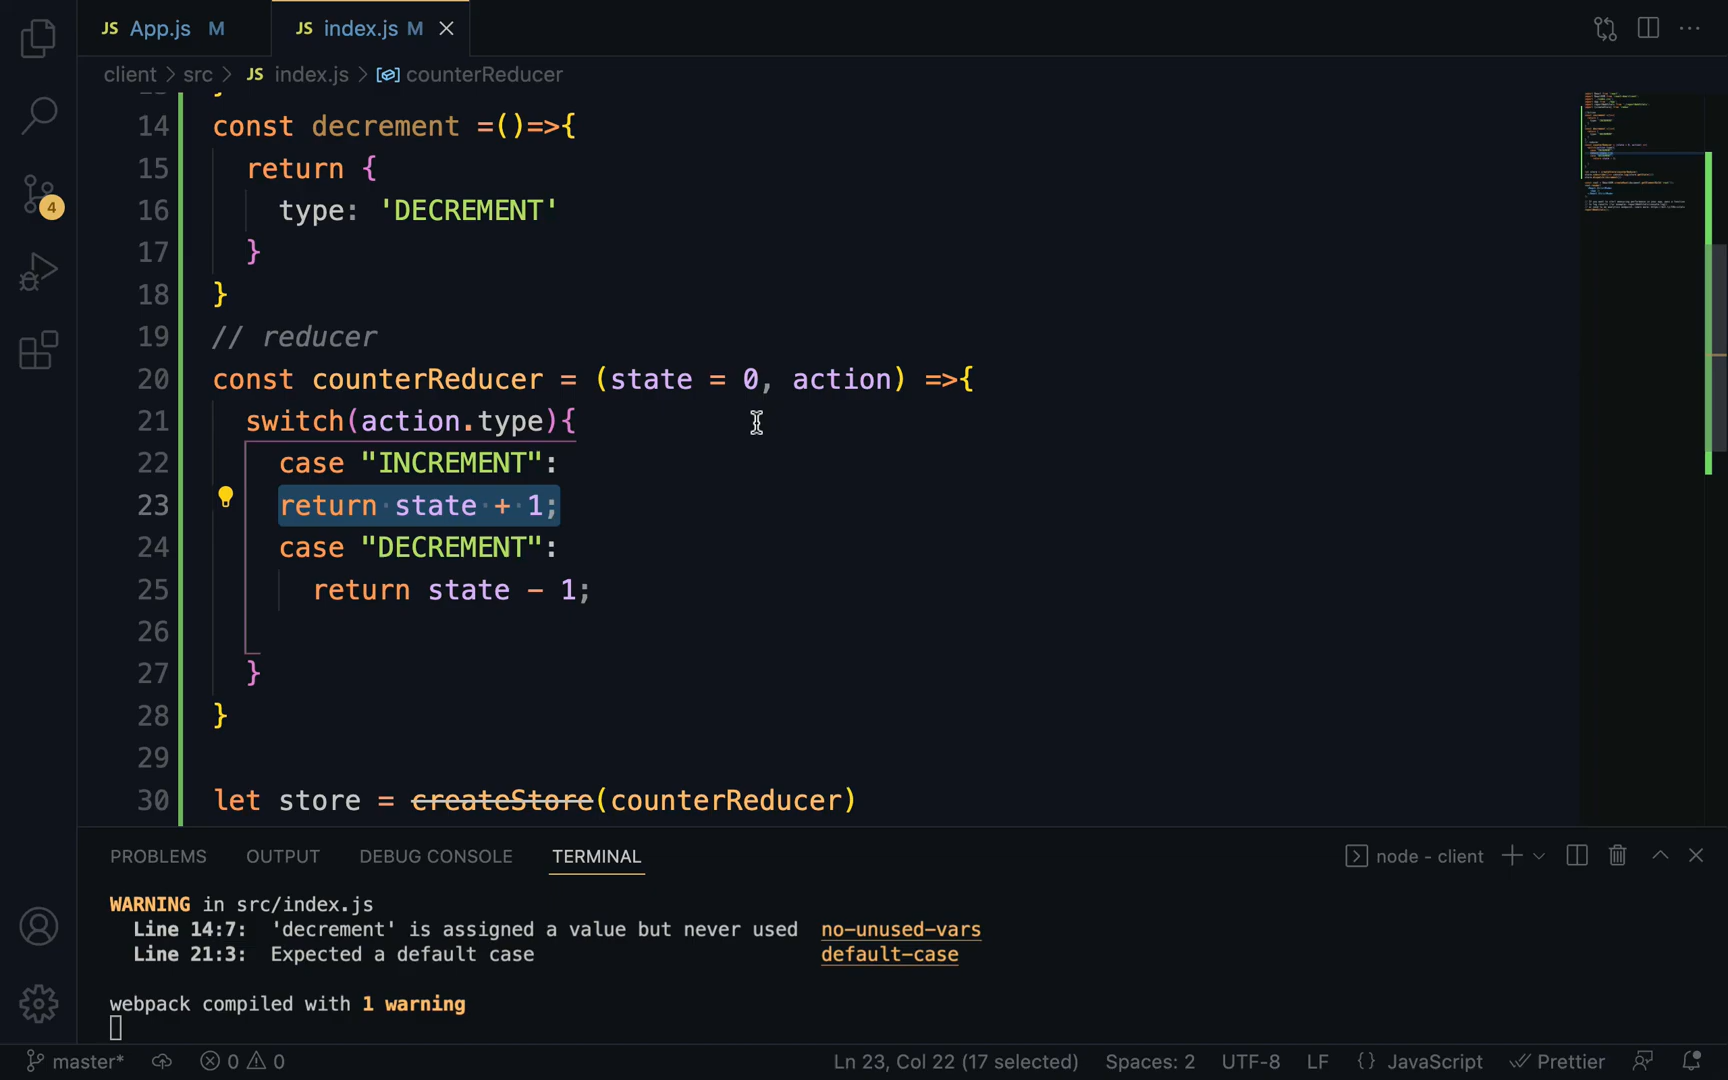 JS App.js M
JS index.js M
client > src > JS index.js > counterReducer
14 const decrement =()=>{
15 return {
16 type: 'DECREMENT'
17 }
18 }
19 // reducer
20 const counterReducer = (state = 0, action) =>{
21 switch(action.type){
22 case "INCREMENT":
23 return state + 1;
24 case "DECREMENT":
25 return state - 1;
26
27 }
28 }
29
30 let store = createStore(counterReducer)
4
PROBLEMS OUTPUT DEBUG CONSOLE TERMINAL node - client
WARNING in src/index.js
Line 14:7: 'decrement' is assigned a value but never used no-unused-vars
Line 21:3: Expected a default case default-case
webpack compiled with 1 warning
master* 0 0 Ln 23, Col 22 (17 selected) Spaces: 2 UTF-8 LF {} JavaScript Prettier